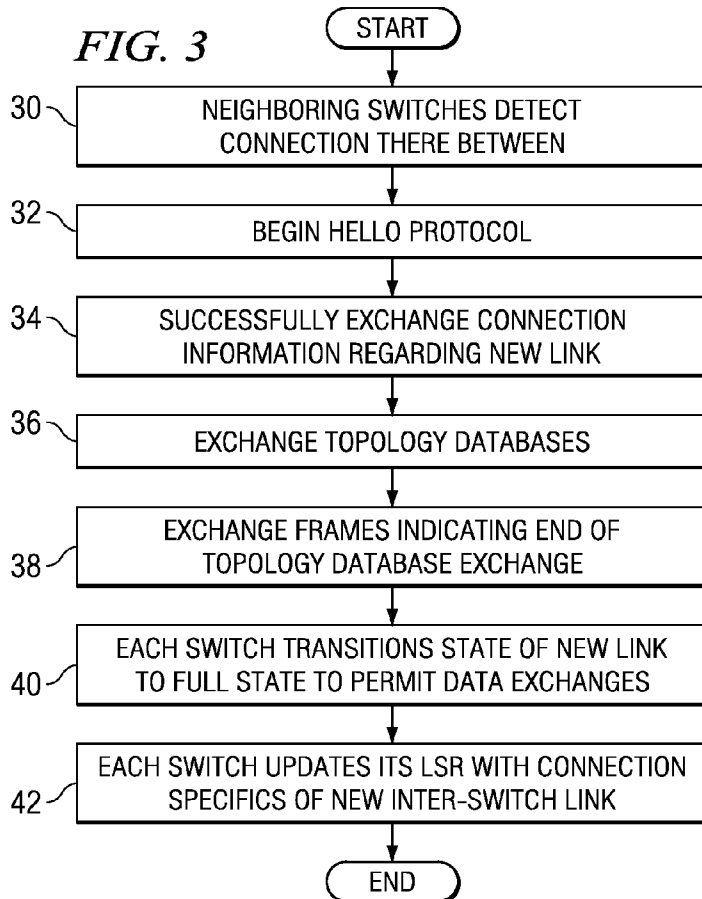 FIG. 3
START
30
NEIGHBORING SWITCHES DETECT
CONNECTION THERE BETWEEN
32
BEGIN HELLO PROTOCOL
34
SUCCESSFULLY EXCHANGE CONNECTION
INFORMATION REGARDING NEW LINK
36
EXCHANGE TOPOLOGY DATABASES
38
EXCHANGE FRAMES INDICATING END OF
TOPOLOGY DATABASE EXCHANGE
40
EACH SWITCH TRANSITIONS STATE OF NEW LINK
TO FULL STATE TO PERMIT DATA EXCHANGES
42
EACH SWITCH UPDATES ITS LSR WITH CONNECTION
SPECIFICS OF NEW INTER-SWITCH LINK
END